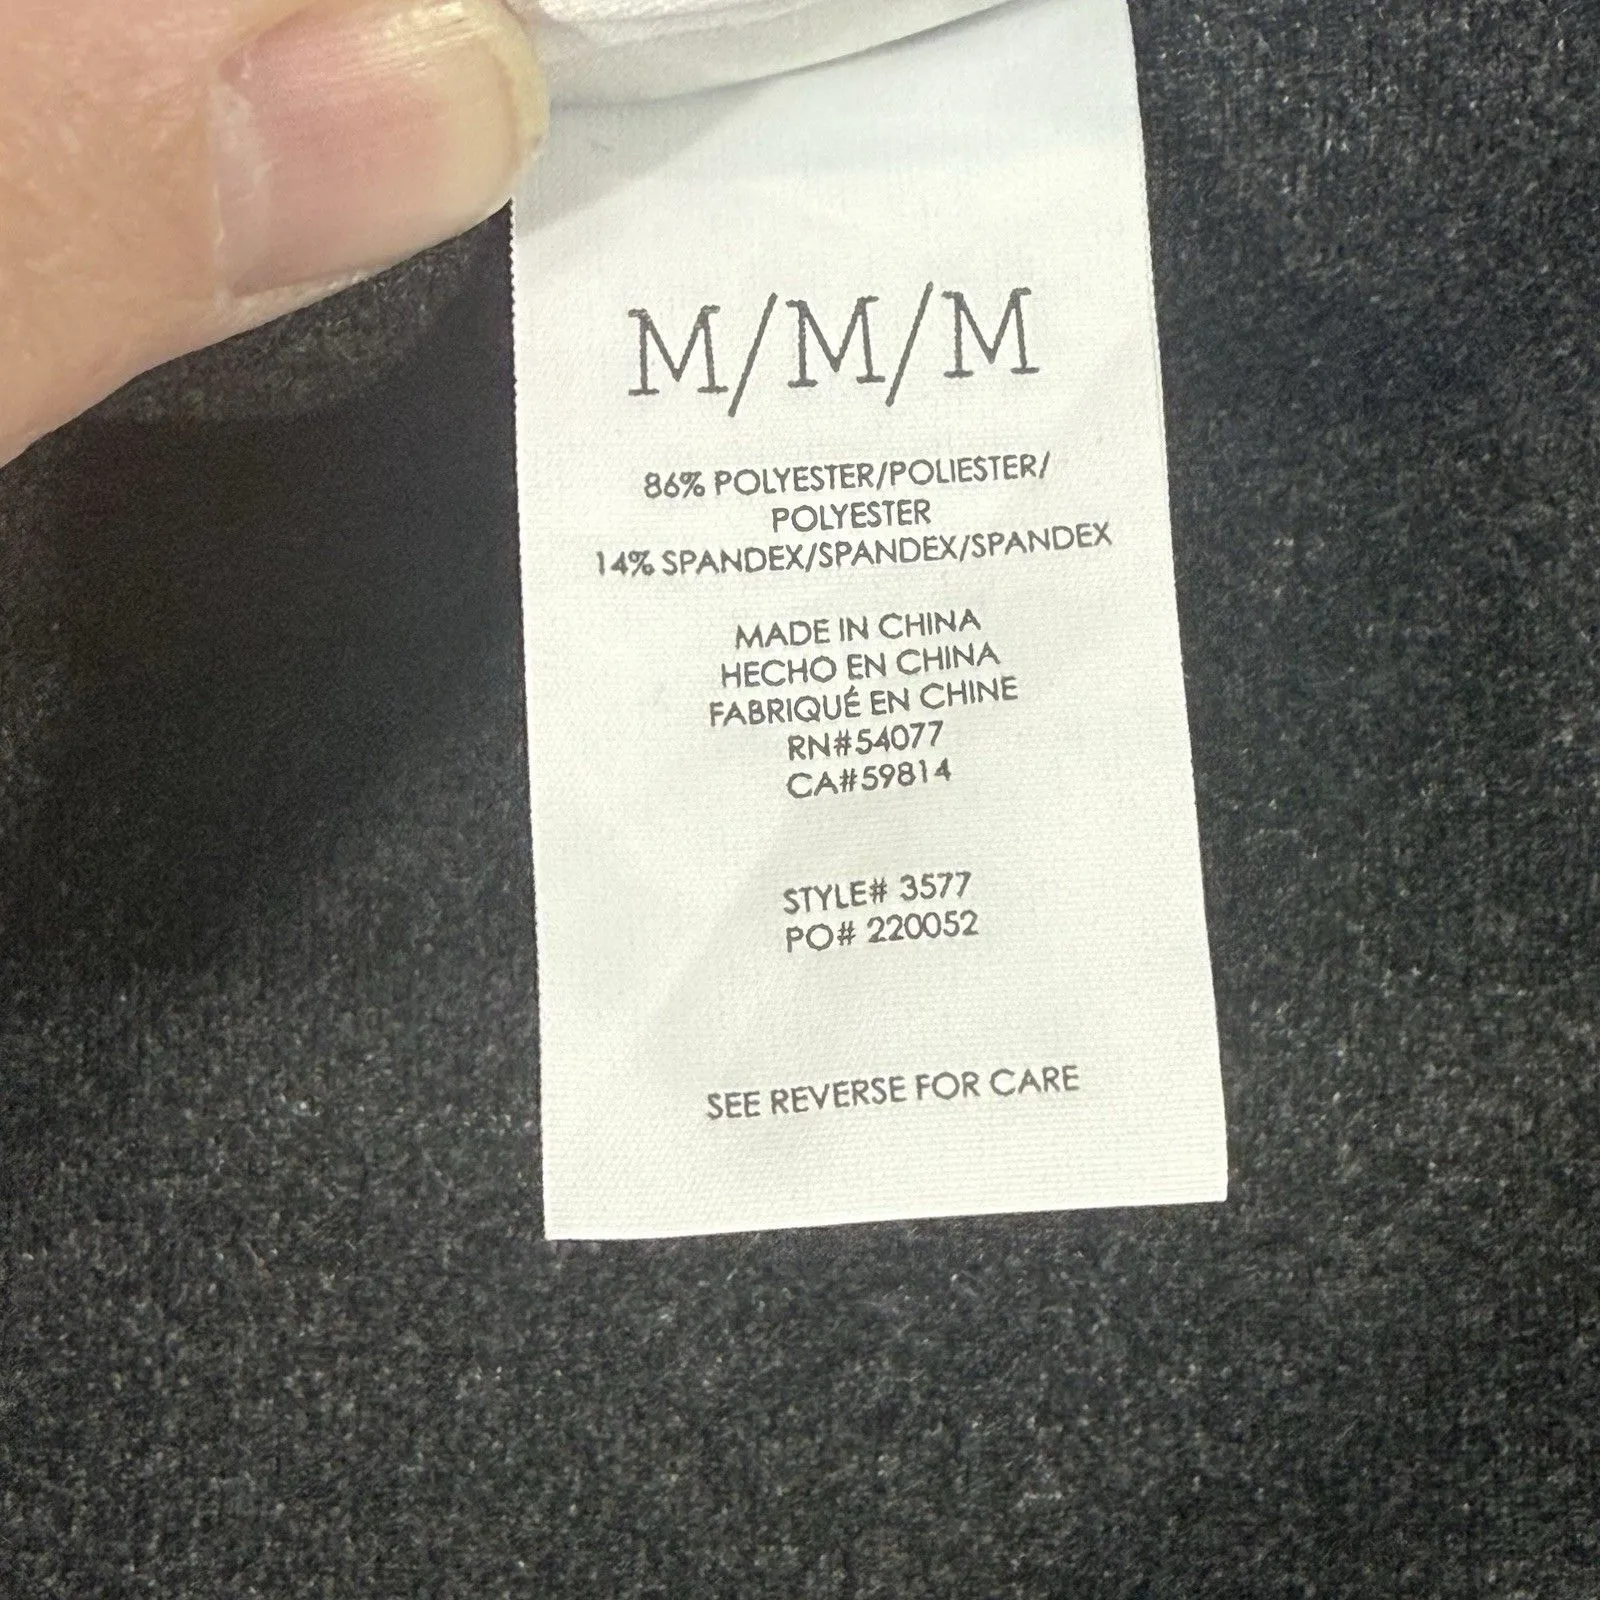 M/M/M
86% POLYESTER/POLIESTER/
POLYESTER
14% SPANDEX/SPANDEX/SPANDEX
MADE IN CHINA
HECHO EN CHINA
FABRIQUÉ EN CHINE
RN#54077
CA#59814
STYLE# 3577
PO# 220052
SEE REVERSE FOR CARE